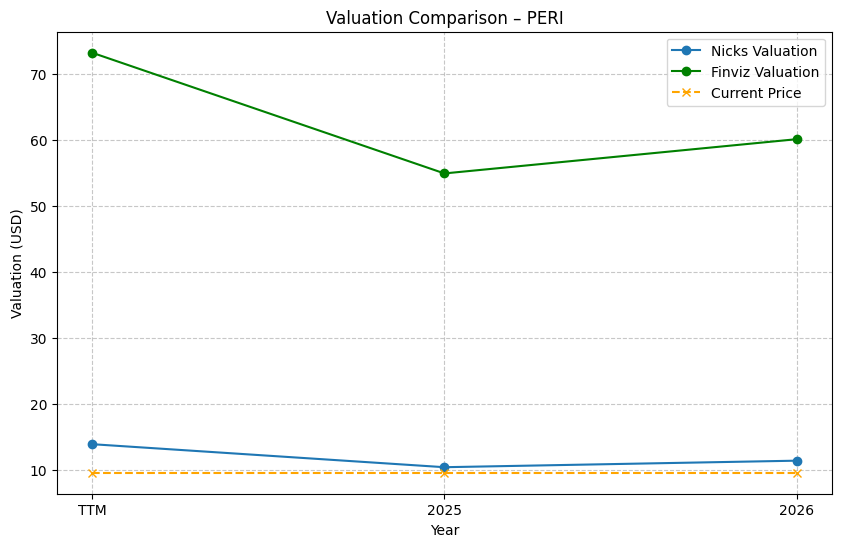 Valuation Comparison – PERI
Nicks Valuation
Finviz Valuation
Current Price
Valuation (USD)
70
60
50
40
30
20
10
TTM
2025
2026
Year